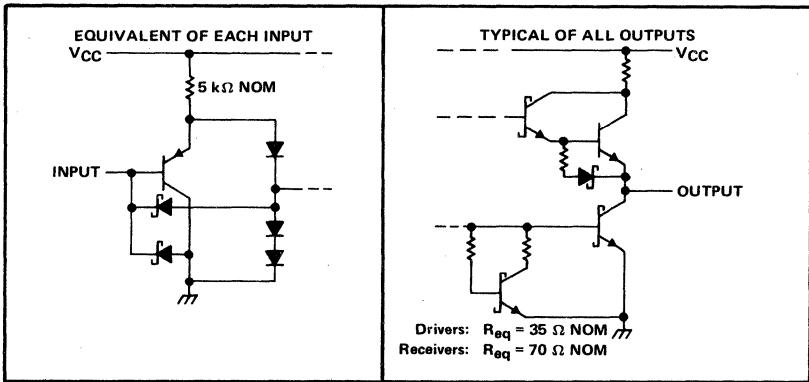 EQUIVALENT OF EACH INPUT
VCC
5 kΩ NOM
INPUT
TYPICAL OF ALL OUTPUTS
VCC
OUTPUT
Drivers: Req = 35 Ω NOM
Receivers: Req = 70 Ω NOM